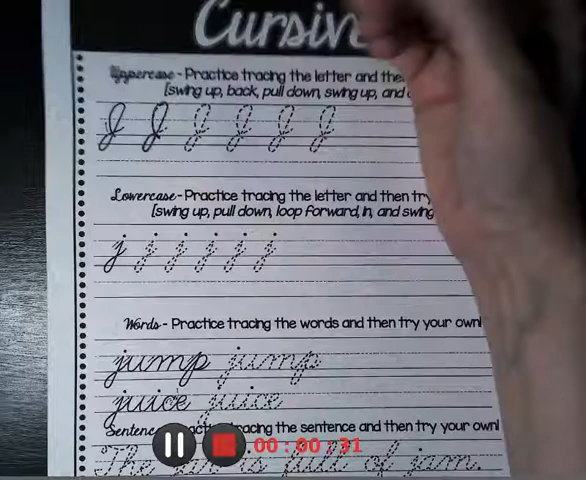 Cursive
Uppercase - Practice tracing the letter and the
[swing up, back, pull down, swing up, and
J J J J J J
Lowercase - Practice tracing the letter and then try
[swing up, pull down, loop forward, in, and swing
j j j j j j
Words - Practice tracing the words and then try your own!
jump jump
juice juice
Sentence tracing the sentence and then try your own!
The is full of jam.
00:00:31